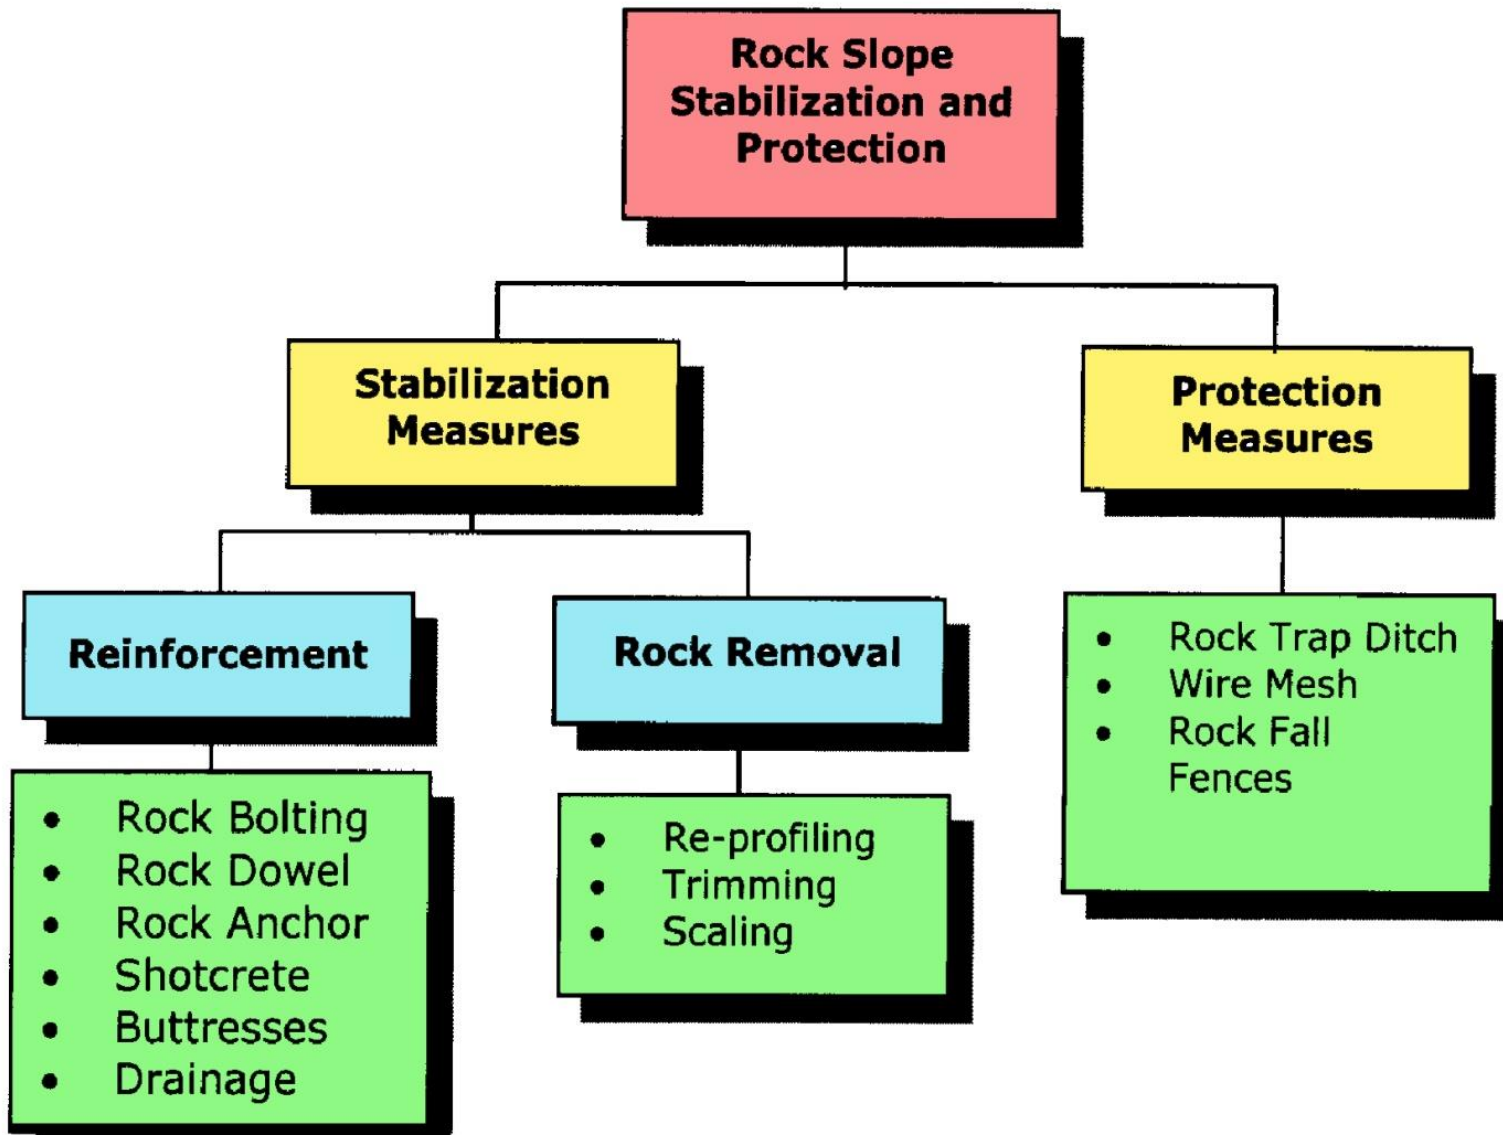 Rock Slope
Stabilization and
Protection
Stabilization
Measures
Protection
Measures
Reinforcement
Rock Removal
• Rock Bolting
• Rock Dowel
• Rock Anchor
• Shotcrete
• Buttresses
• Drainage
• Re-profiling
• Trimming
• Scaling
• Rock Trap Ditch
• Wire Mesh
• Rock Fall
Fences